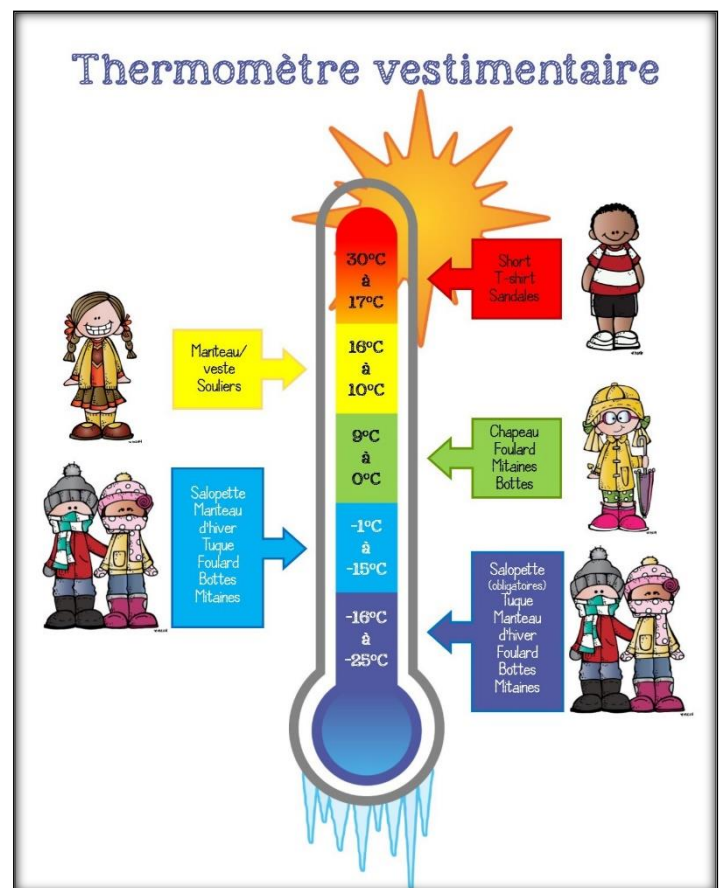 Thermomètre vestimentaire
30°C
à
17°C
Short
T-shirt
Sandales
Manteau/
veste
Souliers
16°C
à
10°C
9°C
à
0°C
Chapeau
Foulard
Mitaines
Bottes
Salopette
Manteau
d'hiver
Tuque
Foulard
Bottes
Mitaines
-1°C
à
-15°C
-16°C
à
-25°C
Salopette
(obligatoires)
Tuque
Manteau
d'hiver
Foulard
Bottes
Mitaines